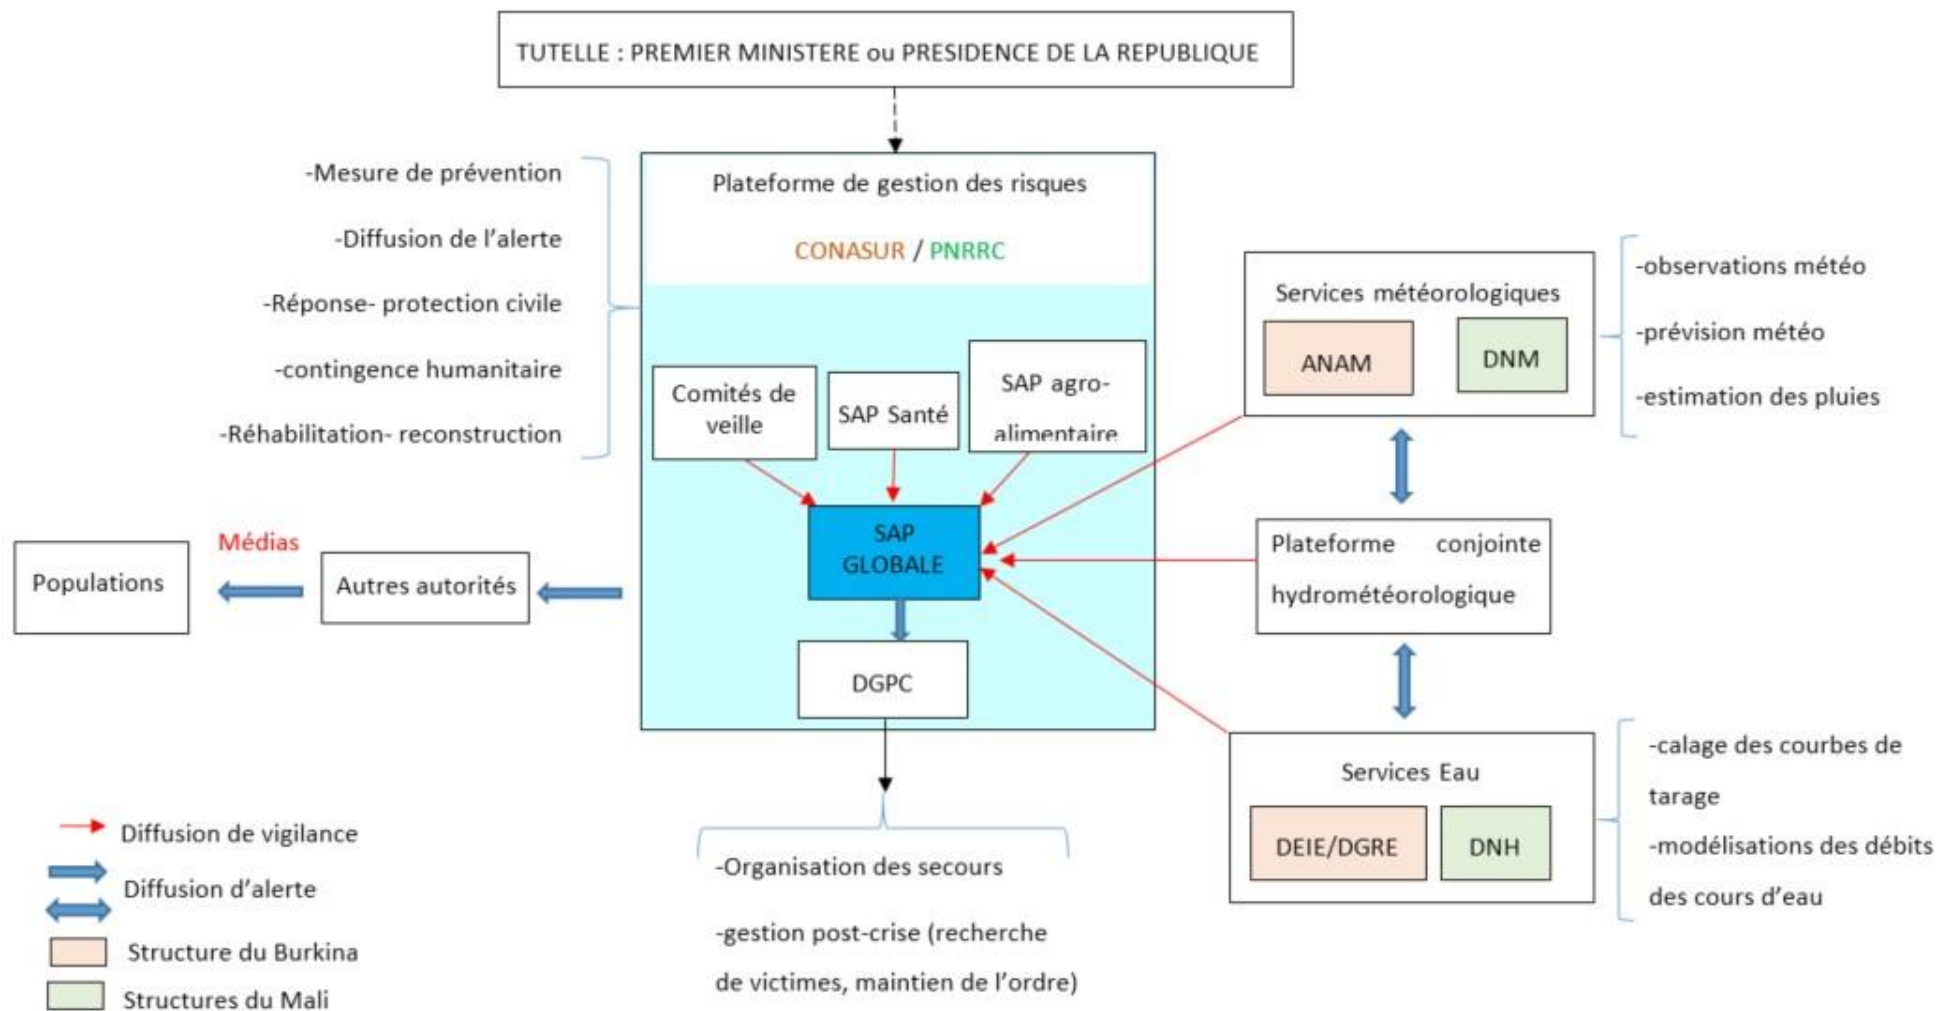 TUTELLE : PREMIER MINISTERE ou PRESIDENCE DE LA REPUBLIQUE
-Mesure de prévention
-Diffusion de l'alerte
-Réponse- protection civile
-contingence humanitaire
-Réhabilitation- reconstruction
Plateforme de gestion des risques
CONASUR / PNRRC
Comités de
veille
SAP Santé
SAP agro-
alimentaire
SAP
GLOBALE
DGPC
Services météorologiques
ANAM
DNM
-observations météo
-prévision météo
-estimation des pluies
Plateforme conjointe
hydrométéorologique
Services Eau
DEIE/DGRE
DNH
-calage des courbes de
tarage
-modélisations des débits
des cours d'eau
Populations
Médias
Autres autorités
-Organisation des secours
-gestion post-crise (recherche
de victimes, maintien de l'ordre)
Diffusion de vigilance
Diffusion d'alerte
Structure du Burkina
Structures du Mali